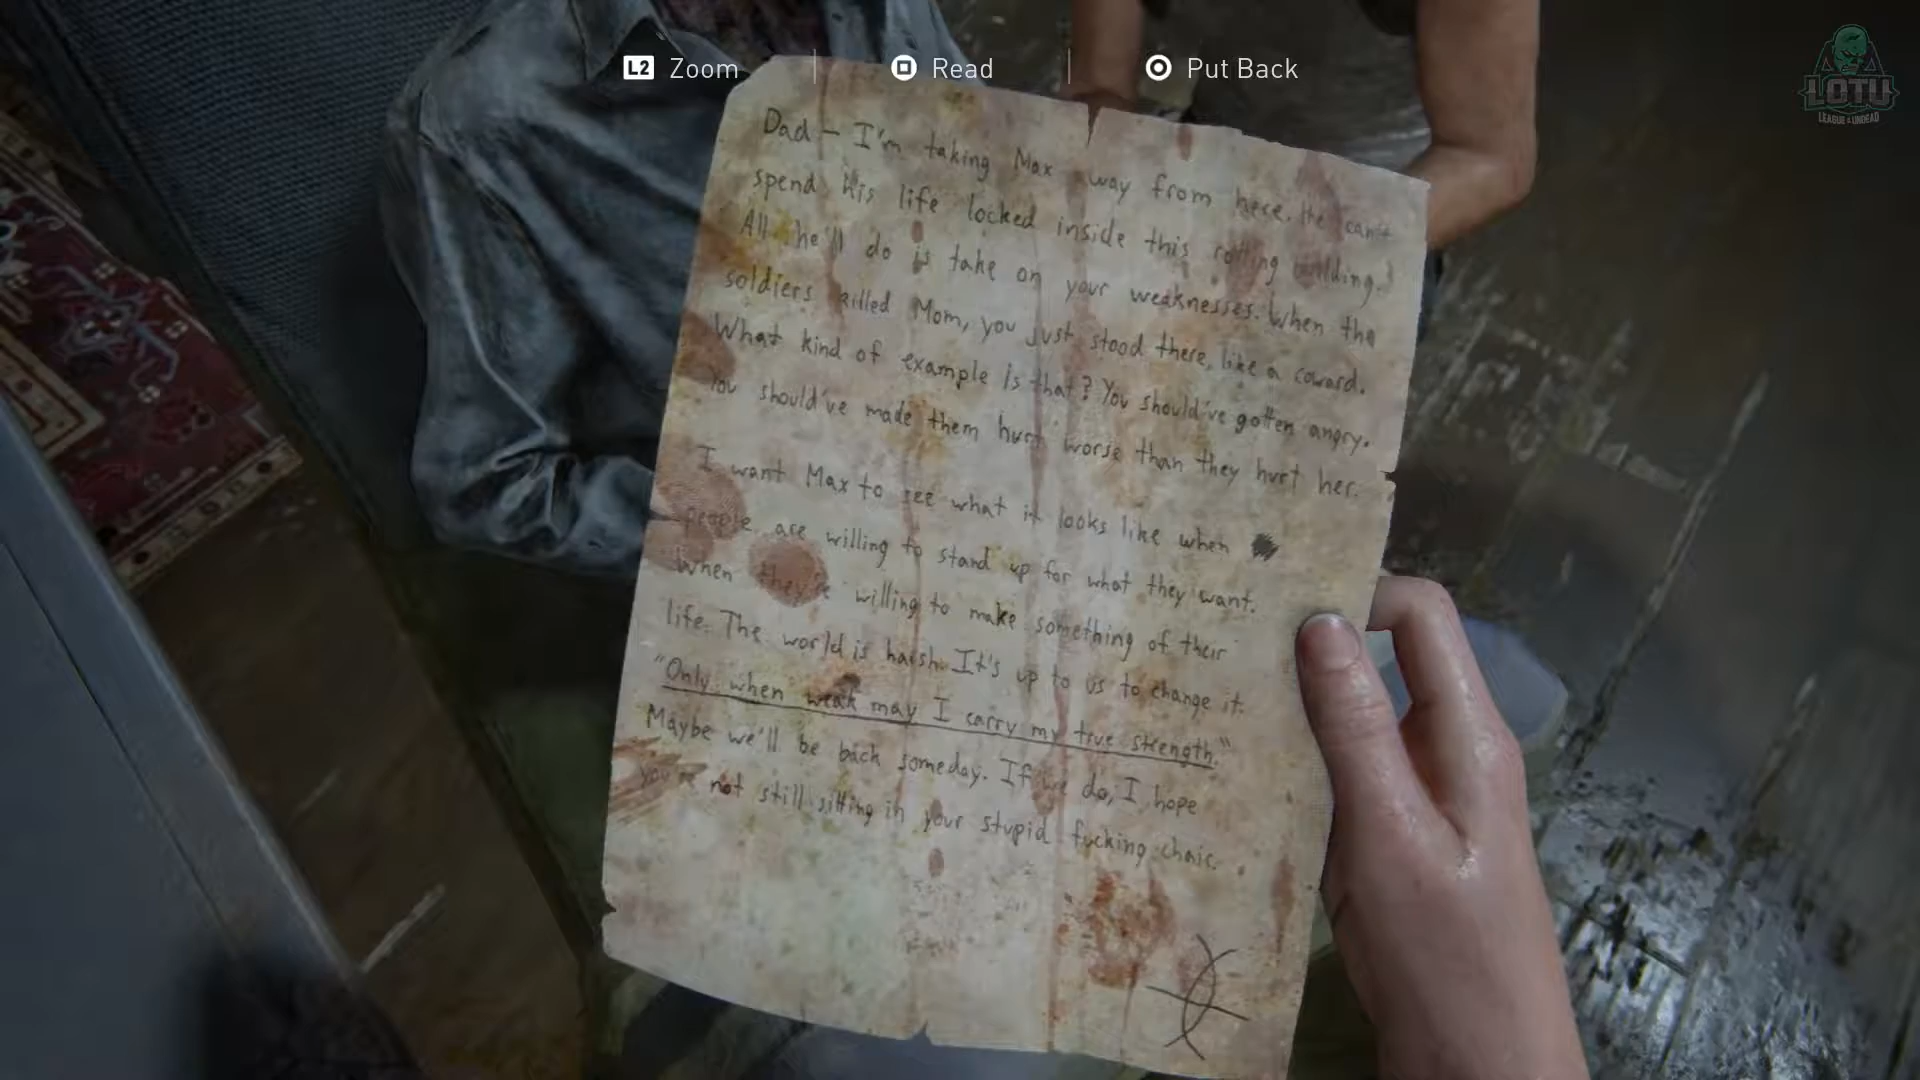 L2 Zoom
Read
Put Back
LOTU
LEAGUE of UNDEAD
Dad - I'm taking Max away from here. He can't
spend his life locked inside this rotting building.
All he'll do is take on your weaknesses. When the
soldiers killed Mom, you just stood there, like a coward.
What kind of example is that? You should've gotten angry.
You should've made them hurt worse than they hurt her.
I want Max to see what it looks like when
people are willing to stand up for what they want.
When they're willing to make something of their
life. The world is harsh. It's up to us to change it.
"Only when weak may I carry my true strength."
Maybe we'll be back someday. If we do, I hope
you're not still sitting in your stupid fucking chair.